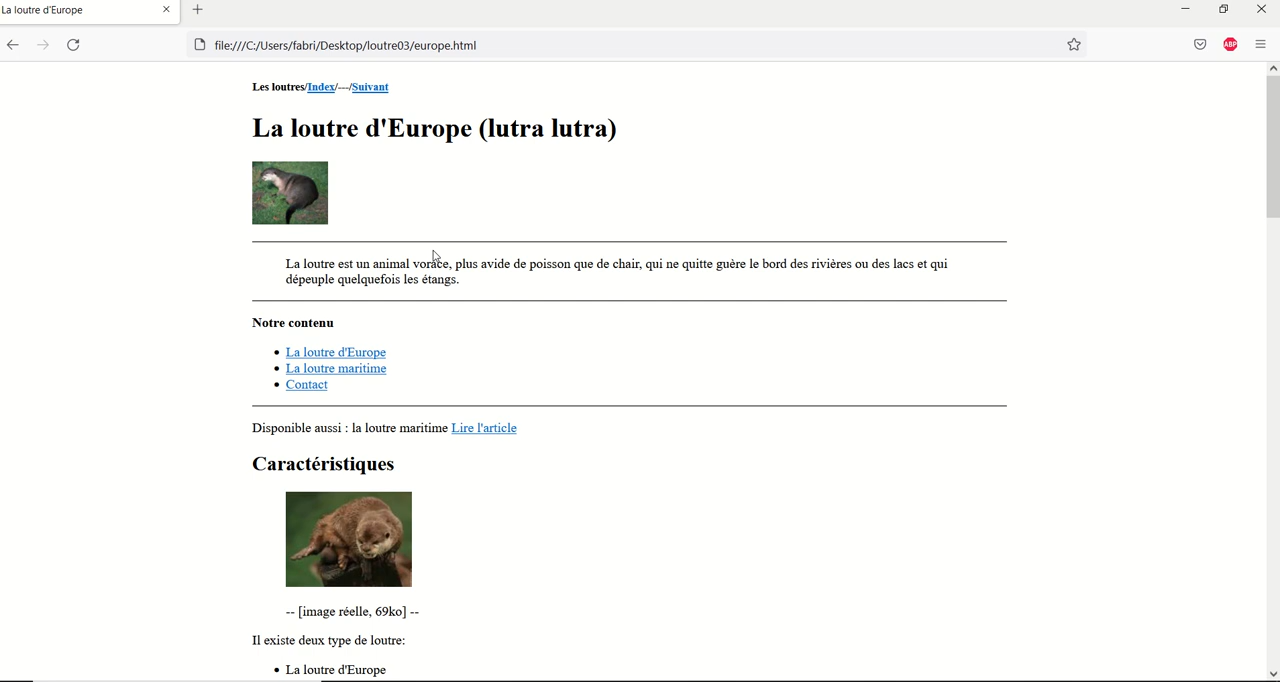 La loutre d'Europe
file:///C:/Users/fabri/Desktop/loutre03/europe.html
ABP
Les loutres/Index/---/Suivant
La loutre d'Europe (lutra lutra)
La loutre est un animal vorace, plus avide de poisson que de chair, qui ne quitte guère le bord des rivières ou des lacs et qui
dépeuple quelquefois les étangs.
Notre contenu
La loutre d'Europe
La loutre maritime
Contact
Disponible aussi : la loutre maritime Lire l'article
Caractéristiques
-- [image réelle, 69ko] --
Il existe deux type de loutre:
La loutre d'Europe